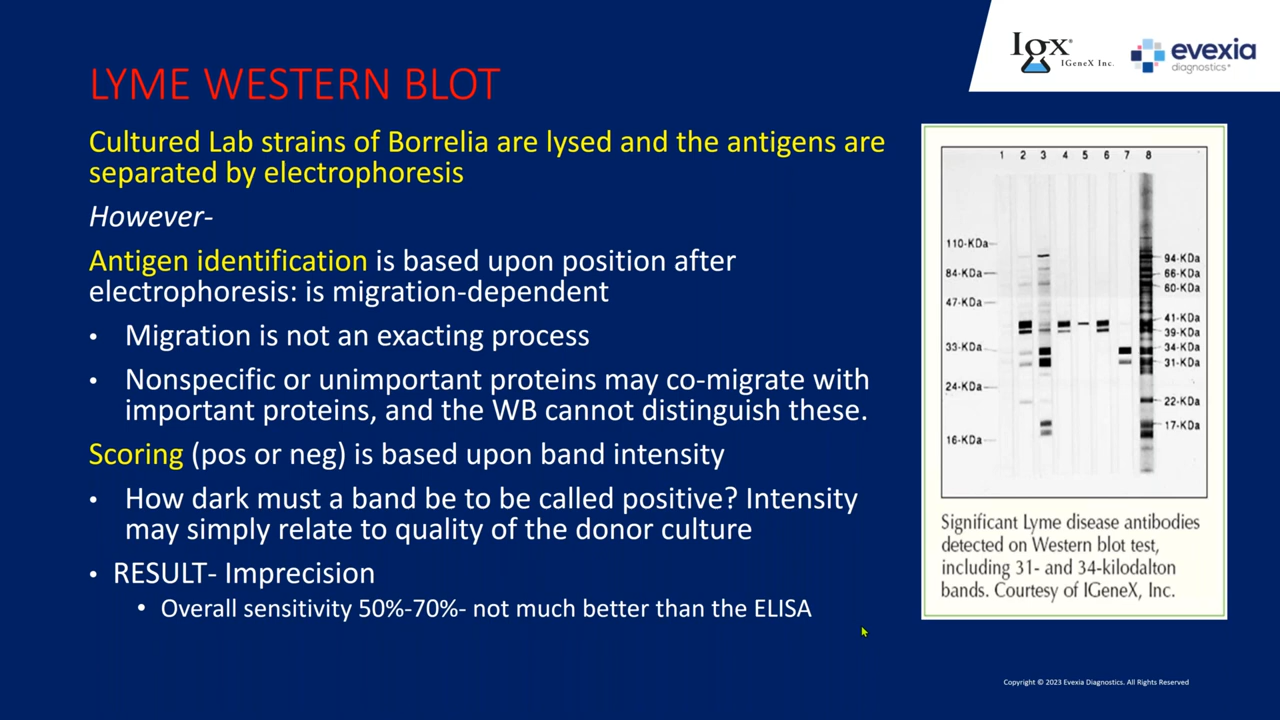 Igx®
IGeneX Inc.
evexia
diagnostics+
LYME WESTERN BLOT
Cultured Lab strains of Borrelia are lysed and the antigens are
separated by electrophoresis
However-
Antigen identification is based upon position after
electrophoresis: is migration-dependent
• Migration is not an exacting process
• Nonspecific or unimportant proteins may co-migrate with
important proteins, and the WB cannot distinguish these.
Scoring (pos or neg) is based upon band intensity
• How dark must a band be to be called positive? Intensity
may simply relate to quality of the donor culture
• RESULT- Imprecision
• Overall sensitivity 50%-70%- not much better than the ELISA
1 2 3 4 5 6 7 8
110-KDa
84-KDa
47-KDa
33-KDa
24-KDa
16-KDa
94-KDa
66-KDa
60-KDa
41-KDa
39-KDa
34-KDa
31-KDa
22-KDa
17-KDa
Significant Lyme disease antibodies
detected on Western blot test,
including 31- and 34-kilodalton
bands. Courtesy of IGeneX, Inc.
Copyright © 2023 Evexia Diagnostics. All Rights Reserved